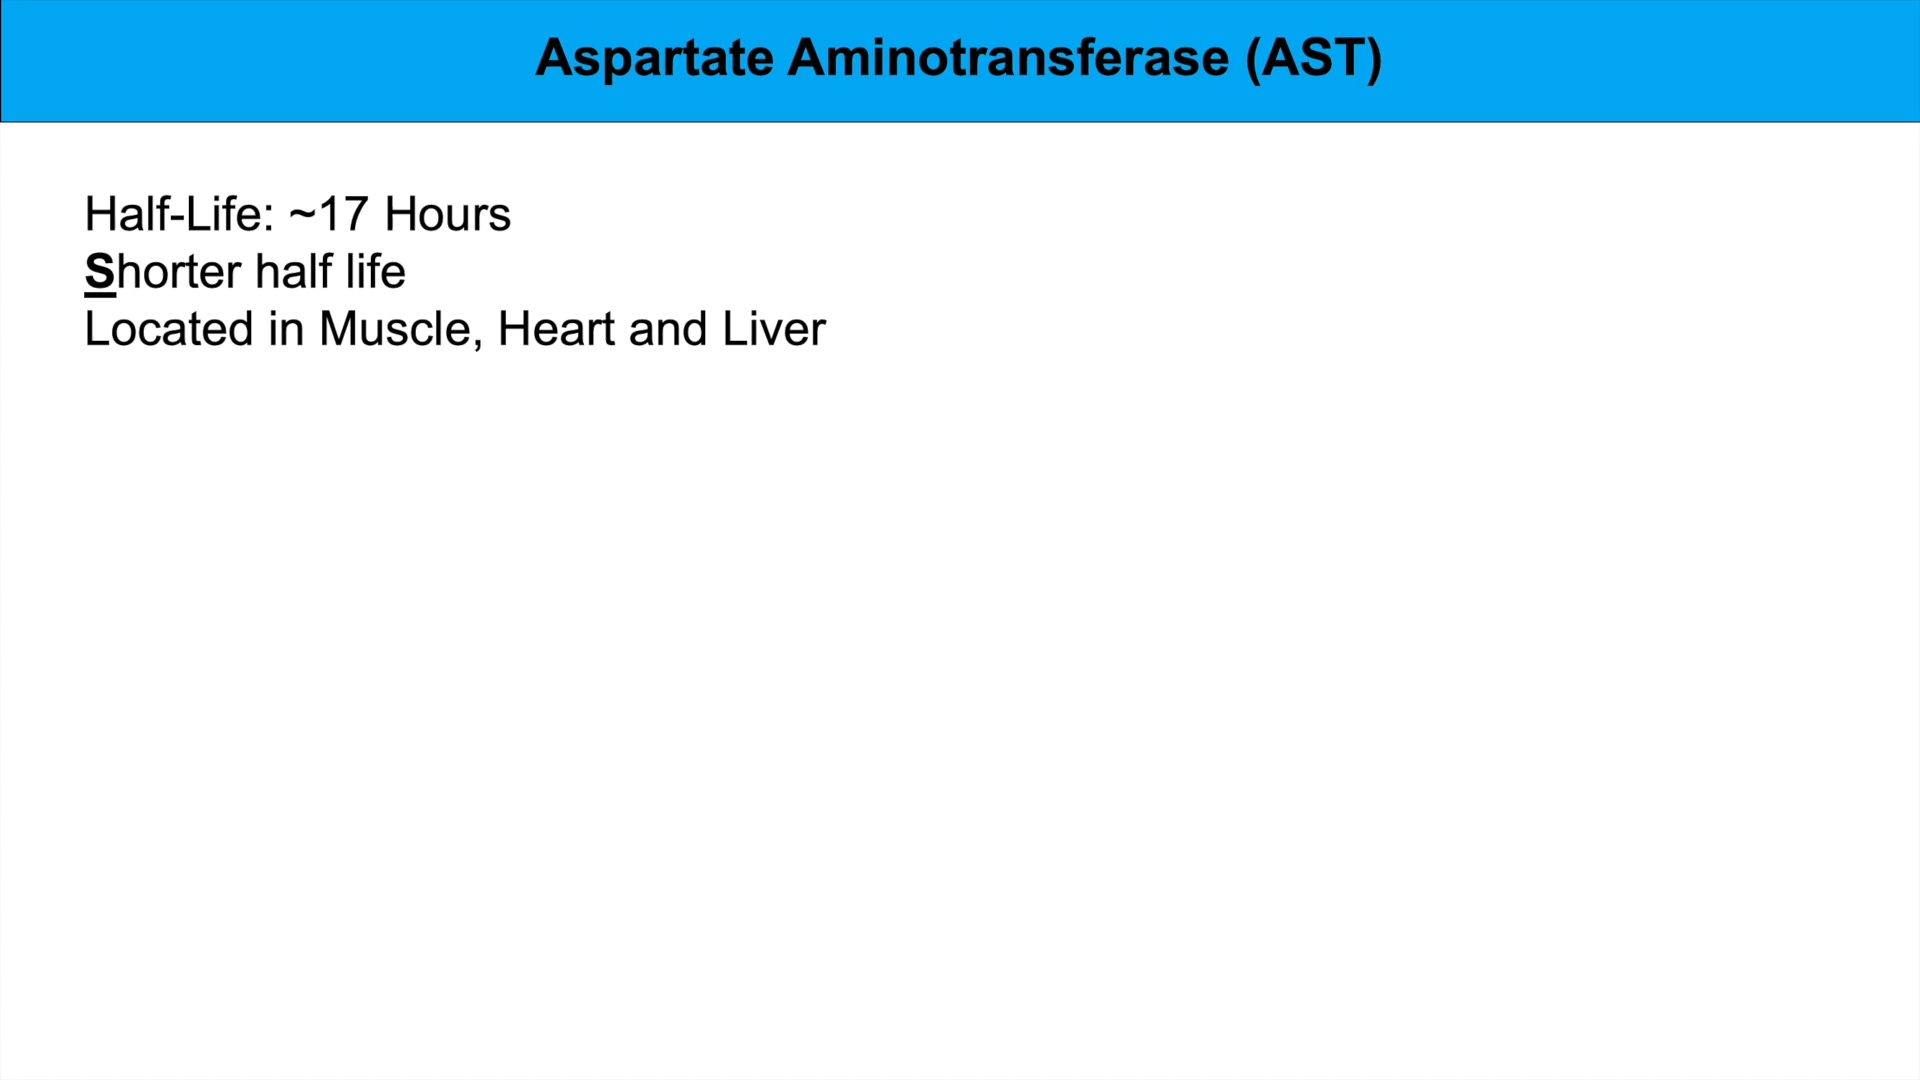 Aspartate Aminotransferase (AST)
Half-Life: ~17 Hours
Shorter half life
Located in Muscle, Heart and Liver